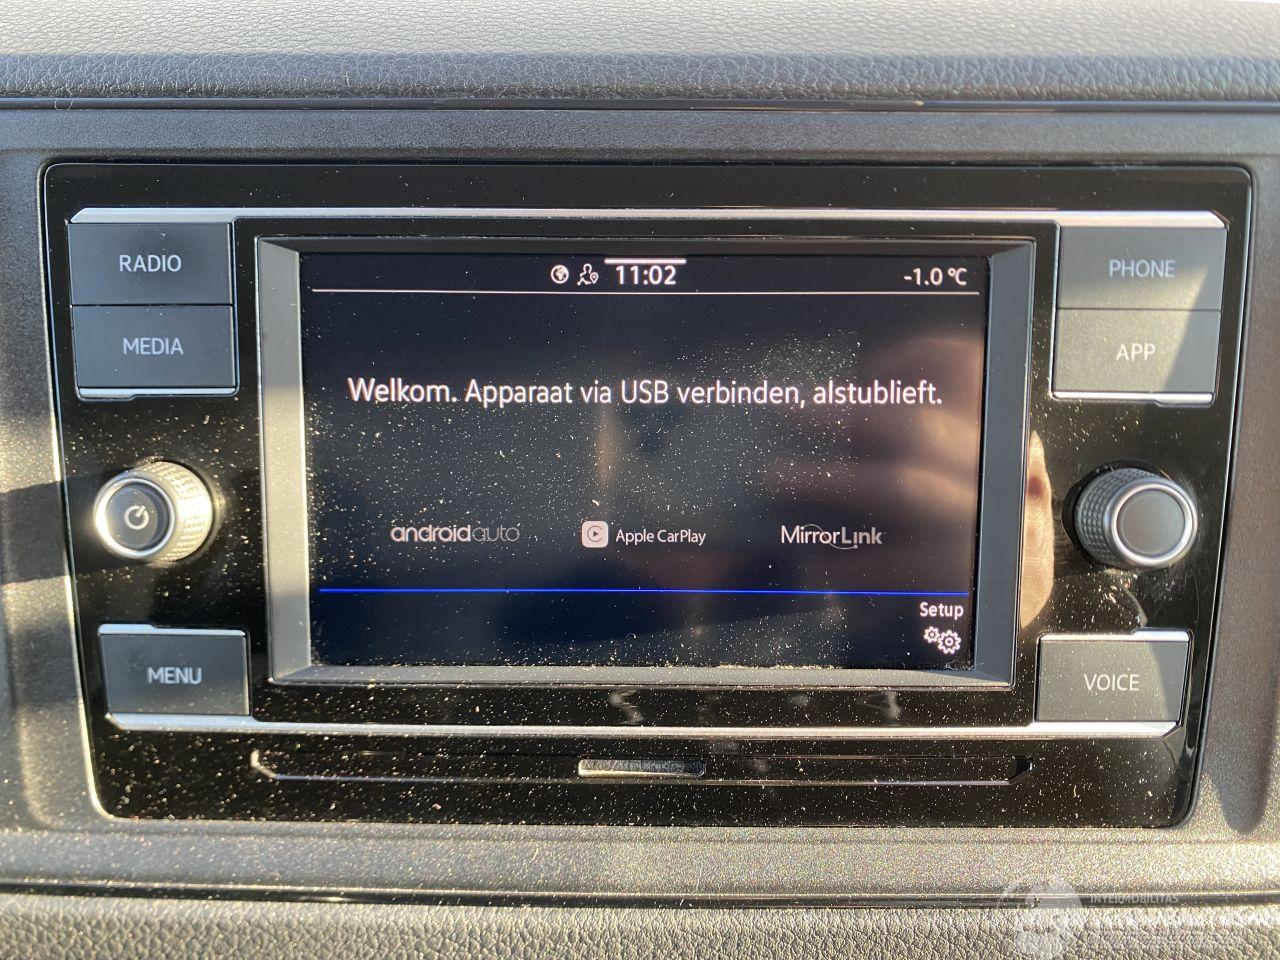 RADIO
MEDIA
MENU
11:02
-1.0 °C
Welkom. Apparaat via USB verbinden, alstublieft.
androidauto
Apple CarPlay
MirrorLink
Setup
PHONE
APP
VOICE
INTERMOBILITAS